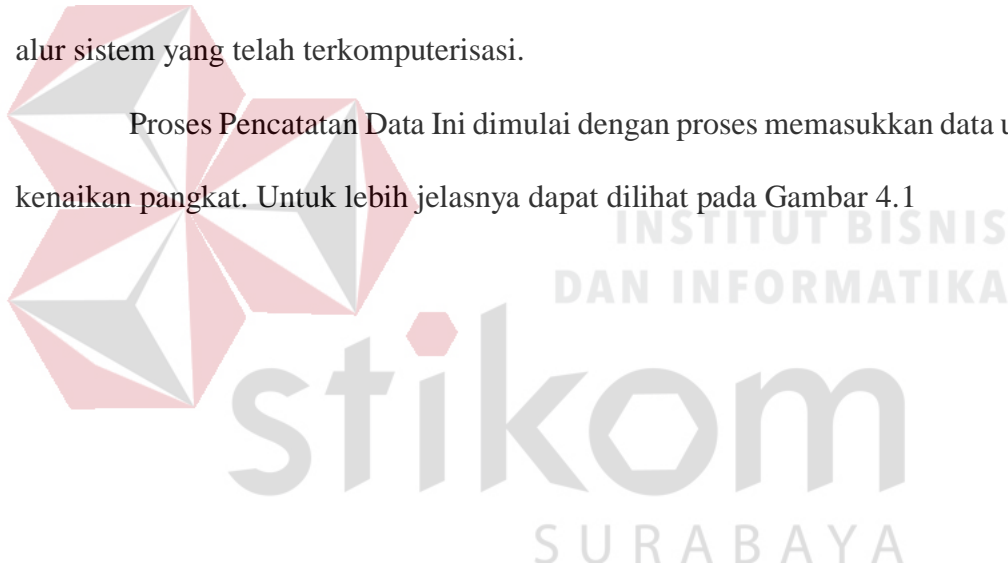 alur sistem yang telah terkomputerisasi.
Proses Pencatatan Data Ini dimulai dengan proses memasukkan data u
kenaikan pangkat. Untuk lebih jelasnya dapat dilihat pada Gambar 4.1
INSTITUT BISNIS
DAN INFORMATIKA
stikom
SURABAYA